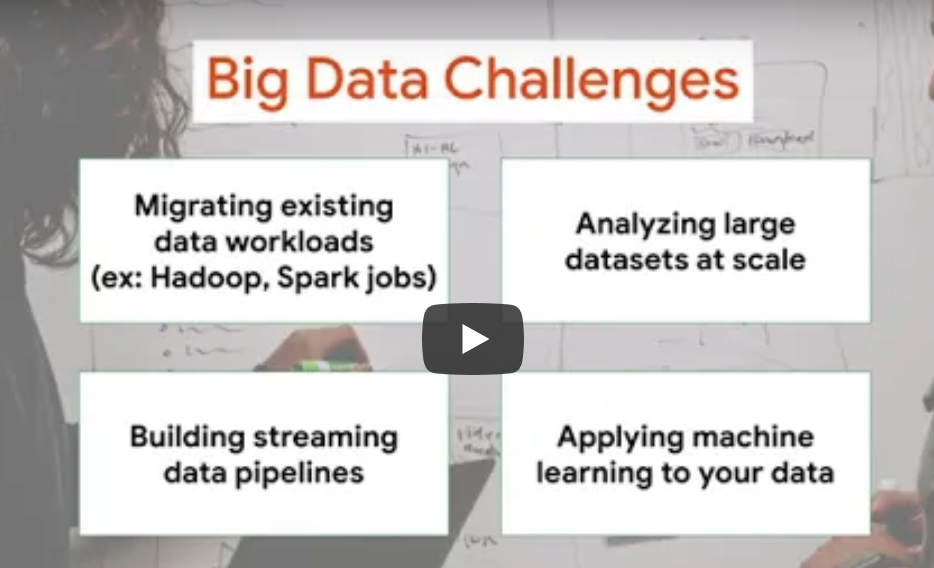 Big Data Challenges
Migrating existing
data workloads
(ex: Hadoop, Spark jobs)
Analyzing large
datasets at scale
Building streaming
data pipelines
Applying machine
learning to your data